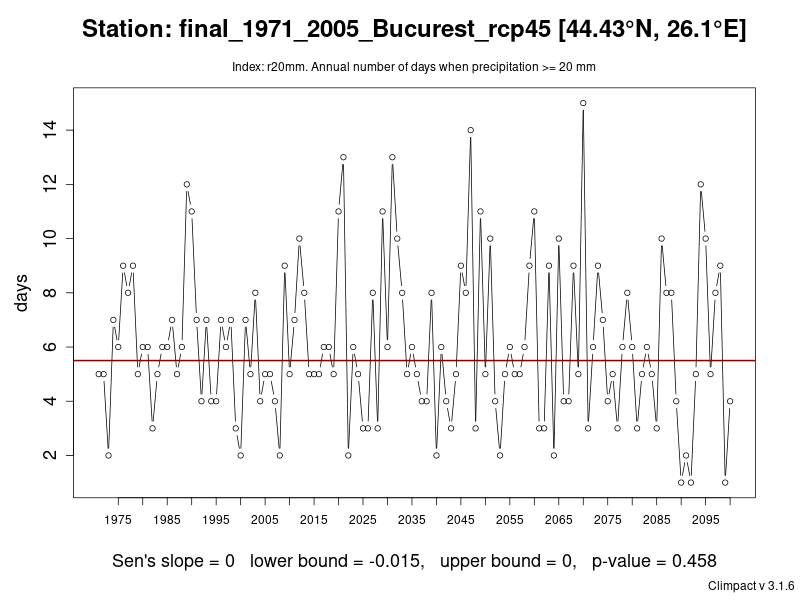 Station: final_1971_2005_Bucurest_rcp45 [44.43°N, 26.1°E]
Index: r20mm. Annual number of days when precipitation >= 20 mm
days
14
12
10
8
6
4
2
1975 1985 1995 2005 2015 2025 2035 2045 2055 2065 2075 2085 2095
Sen's slope = 0 lower bound = -0.015, upper bound = 0, p-value = 0.458
Climpact v 3.1.6